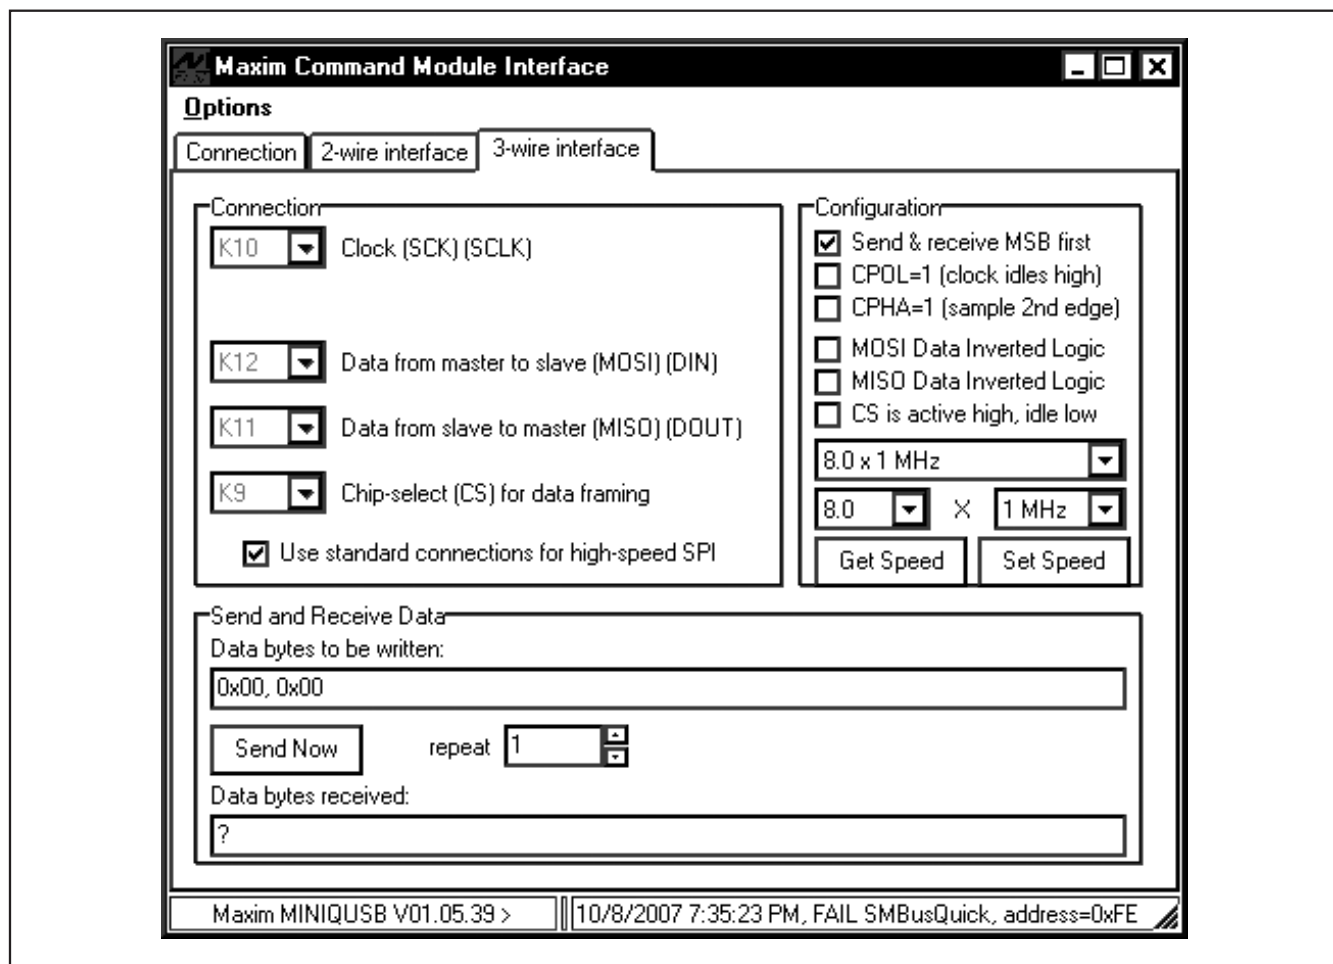 Maxim Command Module Interface
Options
Connection 2-wire interface 3-wire interface
Connection
K10 Clock (SCK) (SCLK)
K12 Data from master to slave (MOSI) (DIN)
K11 Data from slave to master (MISO) (DOUT)
K9 Chip-select (CS) for data framing
Use standard connections for high-speed SPI
Configuration
Send & receive MSB first
CPOL=1 (clock idles high)
CPHA=1 (sample 2nd edge)
MOSI Data Inverted Logic
MISO Data Inverted Logic
CS is active high, idle low
8.0 x 1 MHz
8.0 X 1 MHz
Get Speed Set Speed
Send and Receive Data
Data bytes to be written:
0x00, 0x00
Send Now repeat 1
Data bytes received:
?
Maxim MINIQUSB V01.05.39 > 10/8/2007 7:35:23 PM, FAIL SMBusQuick, address=0xFE